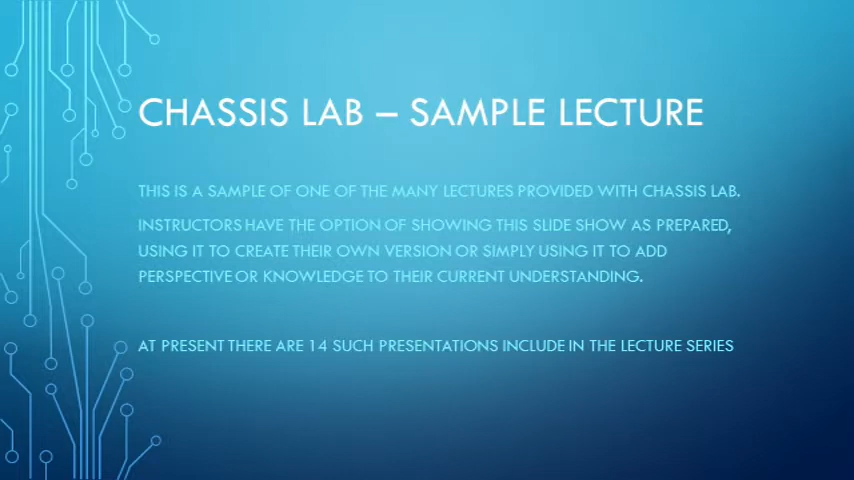 CHASSIS LAB – SAMPLE LECTURE
THIS IS A SAMPLE OF ONE OF THE MANY LECTURES PROVIDED WITH CHASSIS LAB.
INSTRUCTORS HAVE THE OPTION OF SHOWING THIS SLIDE SHOW AS PREPARED,
USING IT TO CREATE THEIR OWN VERSION OR SIMPLY USING IT TO ADD
PERSPECTIVE OR KNOWLEDGE TO THEIR CURRENT UNDERSTANDING.
AT PRESENT THERE ARE 14 SUCH PRESENTATIONS INCLUDE IN THE LECTURE SERIES